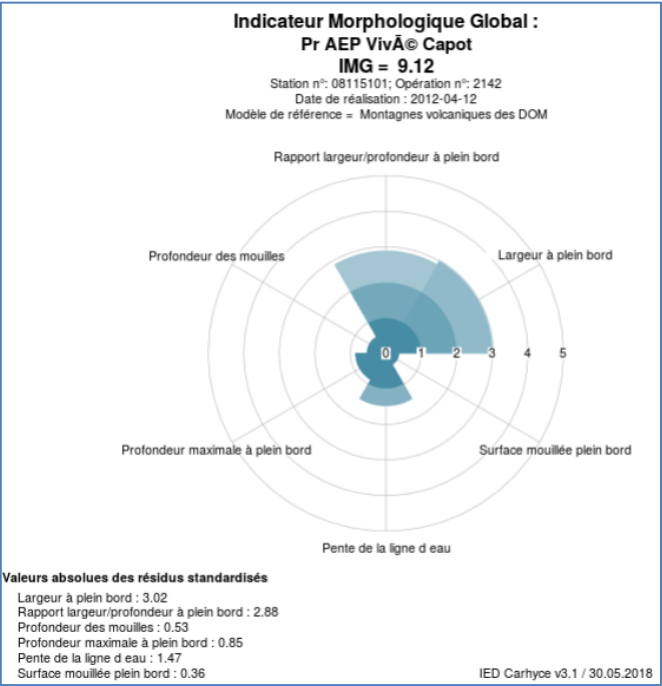 Indicateur Morphologique Global :
Pr AEP VivÃ© Capot
IMG = 9.12
Station n°: 08115101; Opération n°: 2142
Date de réalisation : 2012-04-12
Modèle de référence = Montagnes volcaniques des DOM
Rapport largeur/profondeur à plein bord
Profondeur des mouilles
Largeur à plein bord
0 1 2 3 4 5
Profondeur maximale à plein bord
Surface mouillée plein bord
Pente de la ligne d eau
Valeurs absolues des résidus standardisés
Largeur à plein bord : 3.02
Rapport largeur/profondeur à plein bord : 2.88
Profondeur des mouilles : 0.53
Profondeur maximale à plein bord : 0.85
Pente de la ligne d eau : 1.47
Surface mouillée plein bord : 0.36
IED Carhyce v3.1 / 30.05.2018